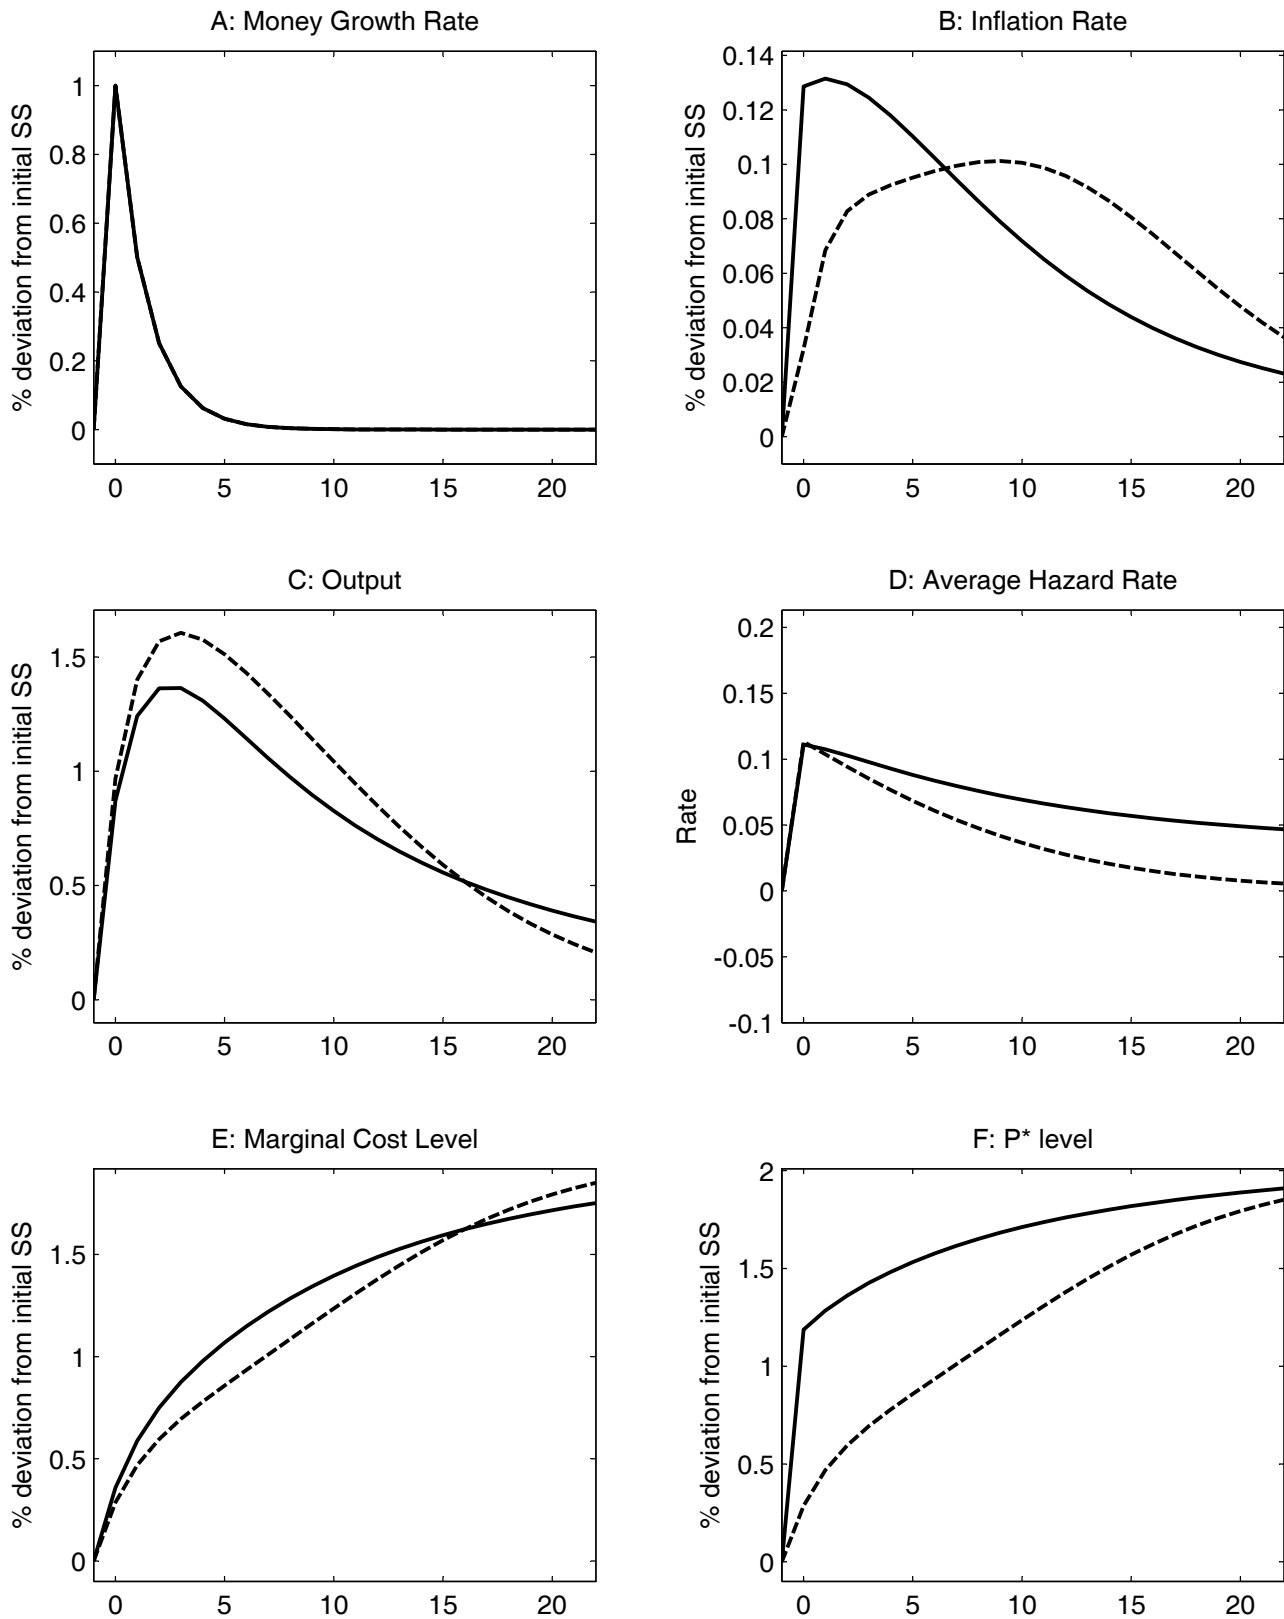 A: Money Growth Rate
% deviation from initial SS
1
0.8
0.6
0.4
0.2
0
0 5 10 15 20
B: Inflation Rate
% deviation from initial SS
0.14
0.12
0.1
0.08
0.06
0.04
0.02
0
0 5 10 15 20
C: Output
% deviation from initial SS
1.5
1
0.5
0
0 5 10 15 20
D: Average Hazard Rate
Rate
0.2
0.15
0.1
0.05
0
-0.05
-0.1
0 5 10 15 20
E: Marginal Cost Level
% deviation from initial SS
1.5
1
0.5
0
0 5 10 15 20
F: P* level
% deviation from initial SS
2
1.5
1
0.5
0
0 5 10 15 20